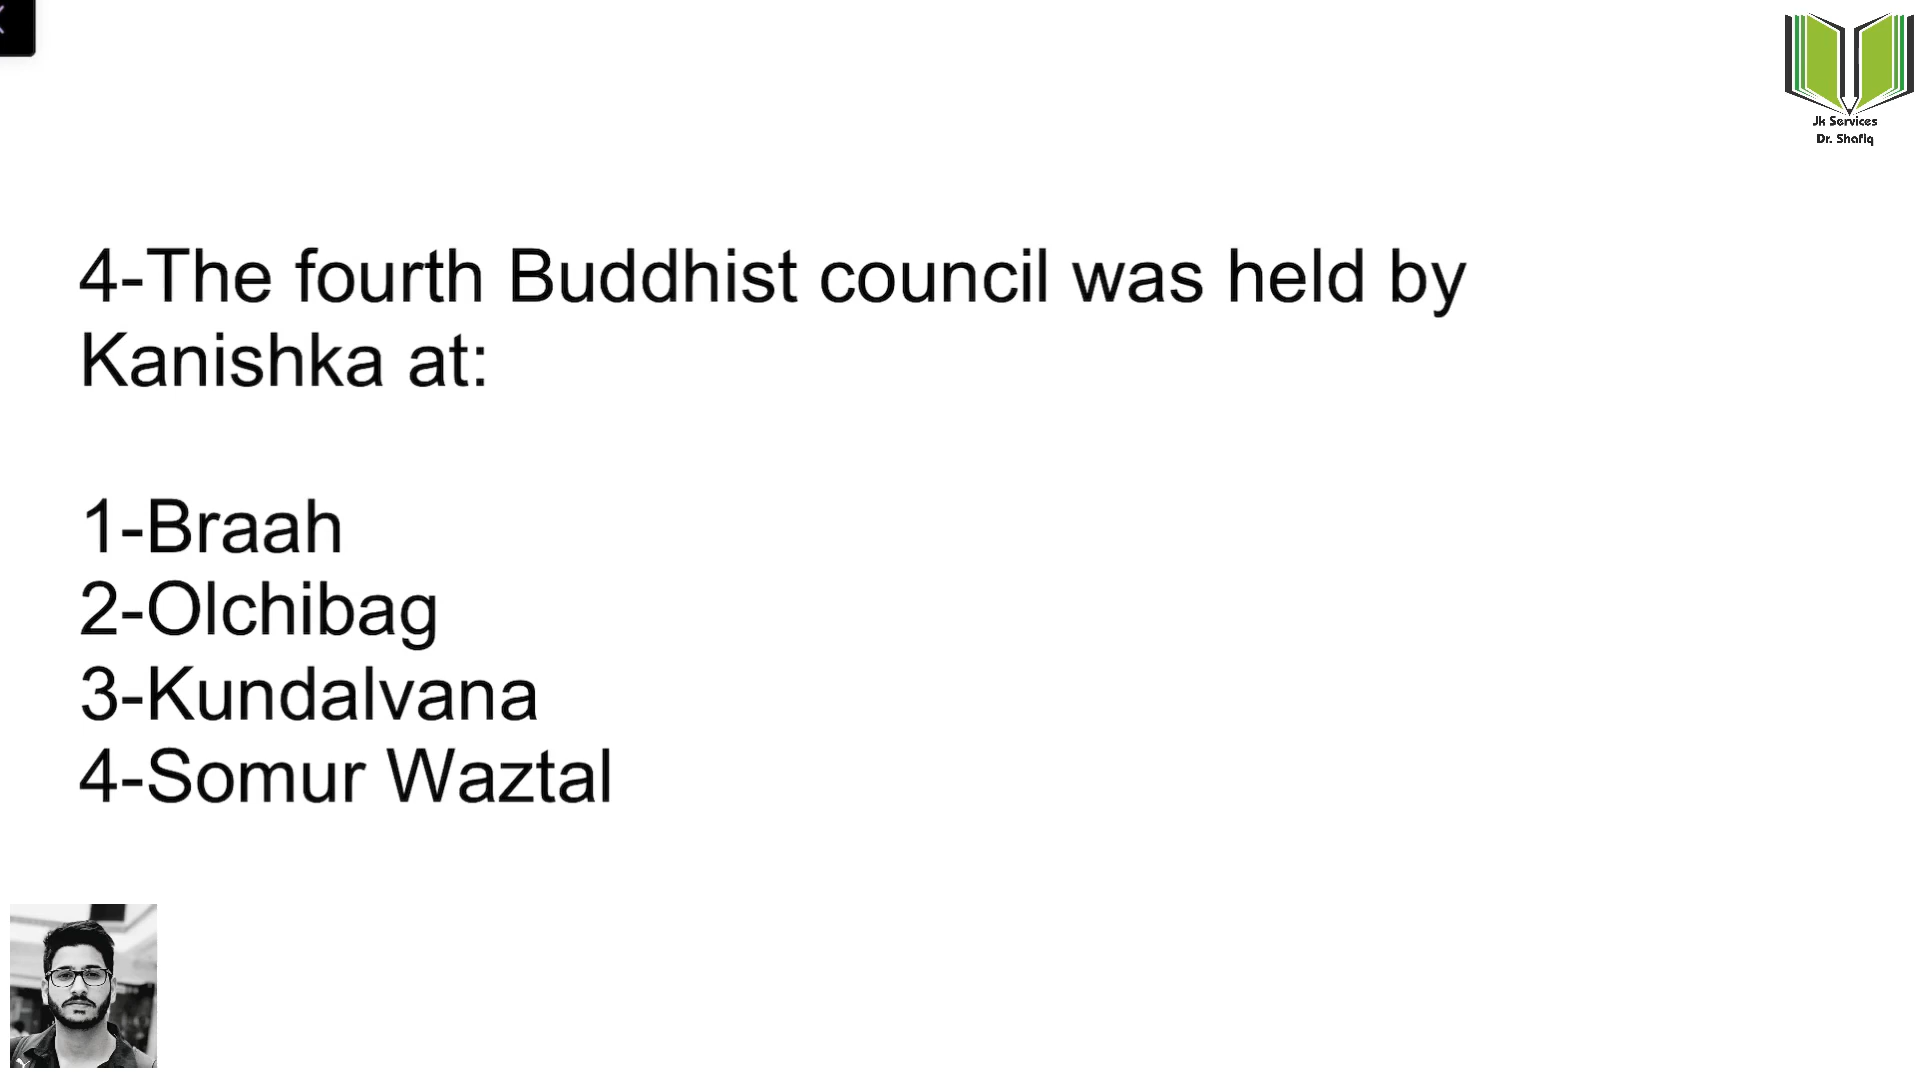 Jk Services
Dr. Shafiq
4-The fourth Buddhist council was held by
Kanishka at:
1-Braah
2-Olchibag
3-Kundalvana
4-Somur Waztal